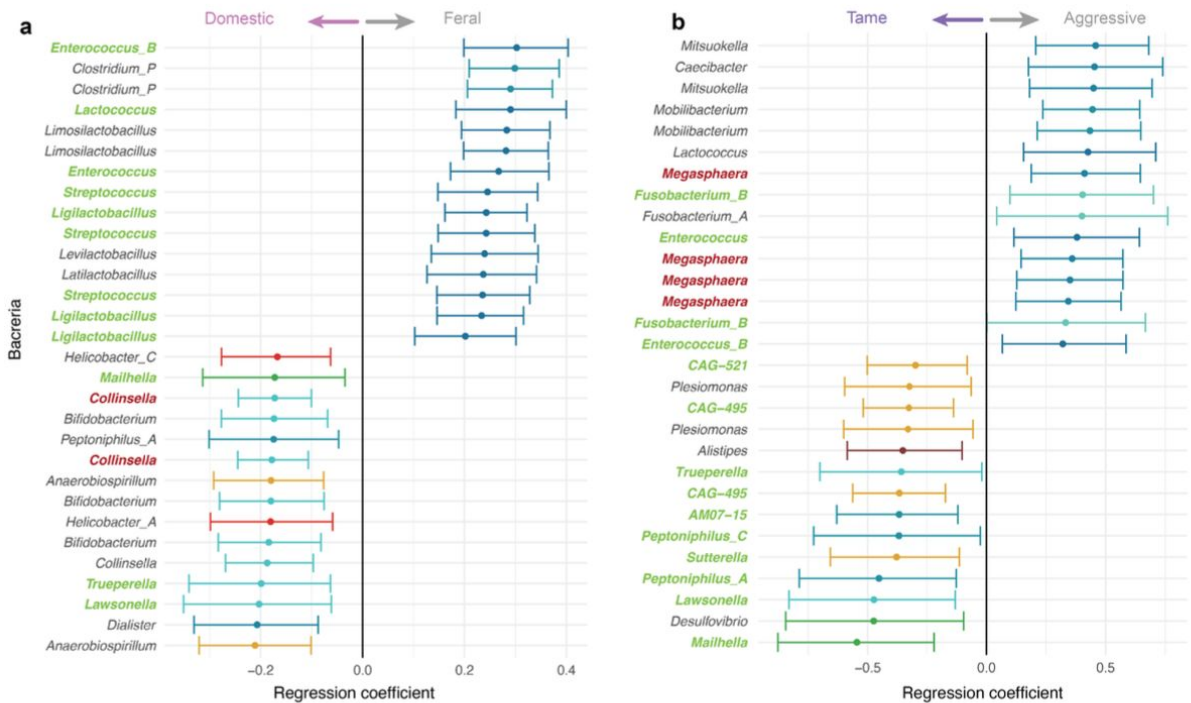 a
Domestic
Feral
Enterococcus_B
Clostridium_P
Clostridium_P
Lactococcus
Limosilactobacillus
Limosilactobacillus
Enterococcus
Streptococcus
Ligilactobacillus
Streptococcus
Levilactobacillus
Latilactobacillus
Streptococcus
Ligilactobacillus
Ligilactobacillus
Helicobacter_C
Mailhella
Collinsella
Bifidobacterium
Peptoniphilus_A
Collinsella
Anaerobiospirillum
Bifidobacterium
Helicobacter_A
Bifidobacterium
Collinsella
Trueperella
Lawsonella
Dialister
Anaerobiospirillum
Bacreria
−0.2 0.0 0.2 0.4
Regression coefficient
b
Tame
Aggressive
Mitsuokella
Caecibacter
Mitsuokella
Mobilibacterium
Mobilibacterium
Lactococcus
Megasphaera
Fusobacterium_B
Fusobacterium_A
Enterococcus
Megasphaera
Megasphaera
Megasphaera
Fusobacterium_B
Enterococcus_B
CAG−521
Plesiomonas
CAG−495
Plesiomonas
Alistipes
Trueperella
CAG−495
AM07−15
Peptoniphilus_C
Sutterella
Peptoniphilus_A
Lawsonella
Desulfovibrio
Mailhella
−0.5 0.0 0.5
Regression coefficient